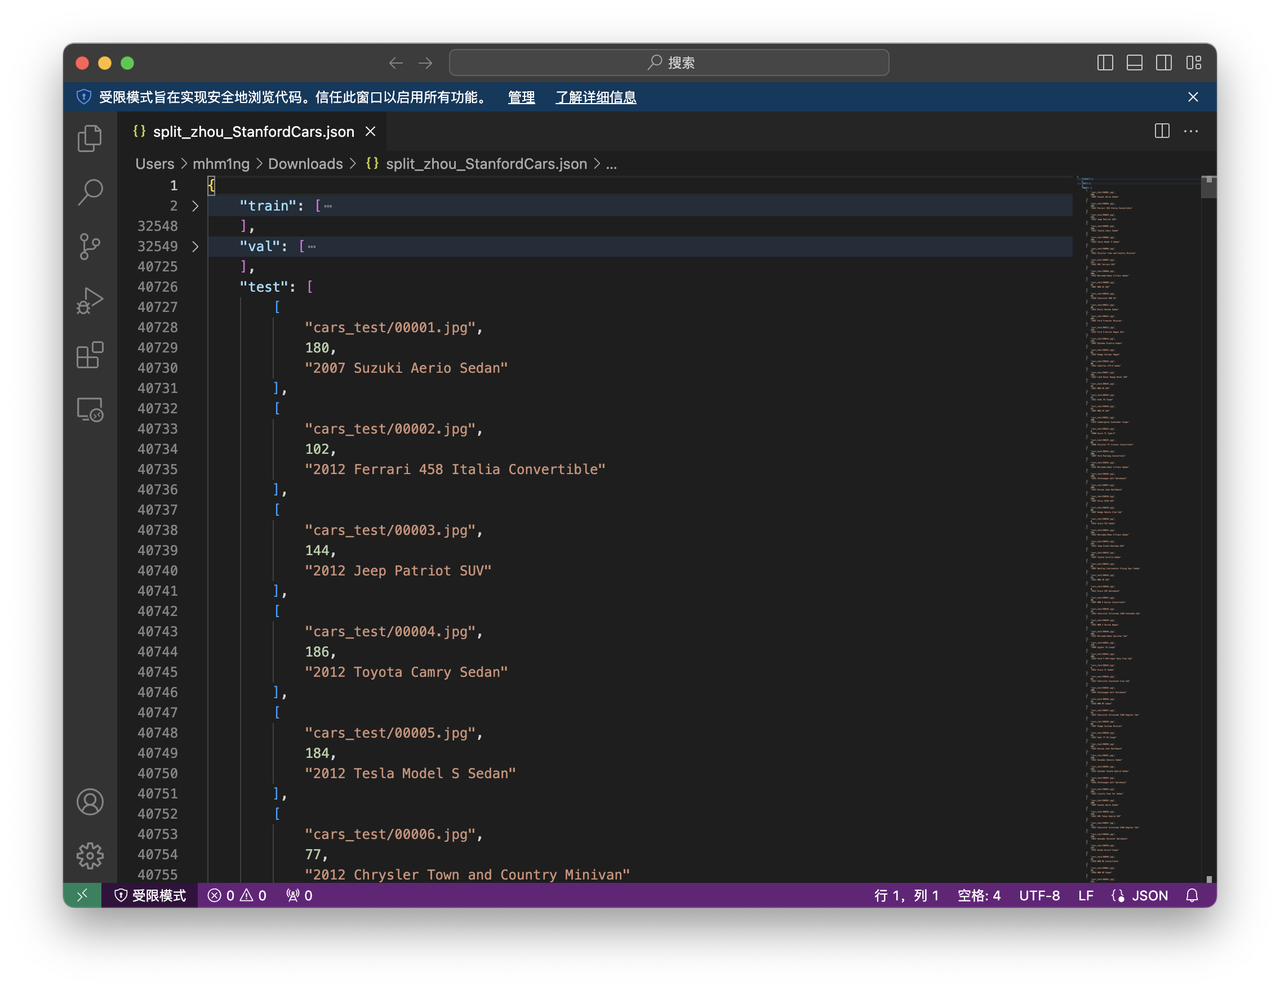 搜索
受限模式旨在实现安全地浏览代码。信任此窗口以启用所有功能。 管理 了解详细信息
{} split_zhou_StanfordCars.json
Users > mhm1ng > Downloads > {} split_zhou_StanfordCars.json > ...
1 {
2 "train": [ ⋯
32548 ],
32549 "val": [ ⋯
40725 ],
40726 "test": [
40727 [
40728 "cars_test/00001.jpg",
40729 180,
40730 "2007 Suzuki Aerio Sedan"
40731 ],
40732 [
40733 "cars_test/00002.jpg",
40734 102,
40735 "2012 Ferrari 458 Italia Convertible"
40736 ],
40737 [
40738 "cars_test/00003.jpg",
40739 144,
40740 "2012 Jeep Patriot SUV"
40741 ],
40742 [
40743 "cars_test/00004.jpg",
40744 186,
40745 "2012 Toyota Camry Sedan"
40746 ],
40747 [
40748 "cars_test/00005.jpg",
40749 184,
40750 "2012 Tesla Model S Sedan"
40751 ],
40752 [
40753 "cars_test/00006.jpg",
40754 77,
40755 "2012 Chrysler Town and Country Minivan"
受限模式 0 0 0 行 1，列 1 空格: 4 UTF-8 LF {} JSON